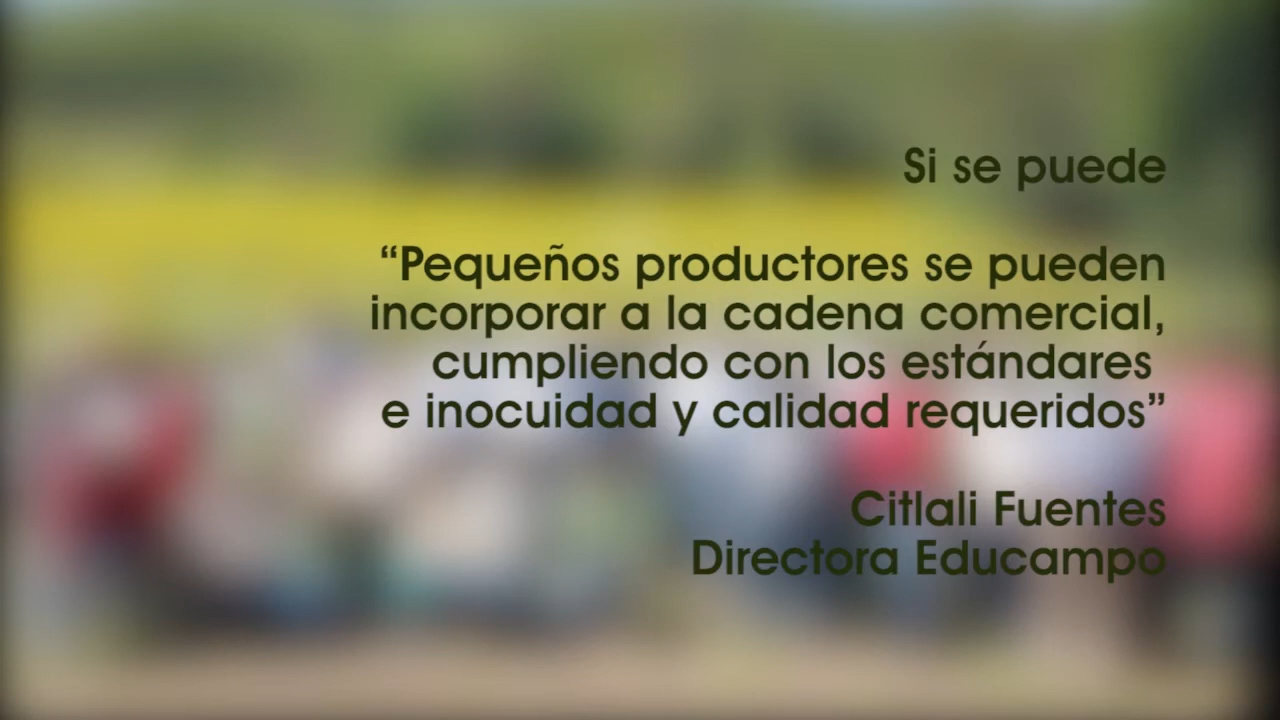 Si se puede
“Pequeños productores se pueden
incorporar a la cadena comercial,
cumpliendo con los estándares
e inocuidad y calidad requeridos”
Citlali Fuentes
Directora Educampo